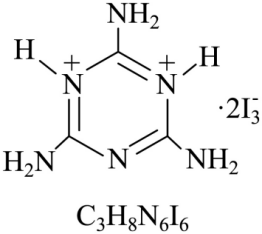 NH₂
H + + H
N N
·2I₃⁻
H₂N N NH₂
C₃H₈N₆I₆